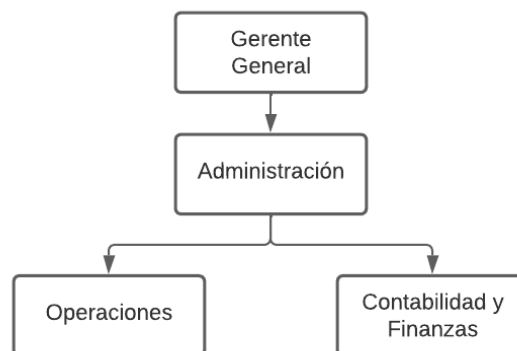 Gerente
General
Administración
Operaciones
Contabilidad y
Finanzas